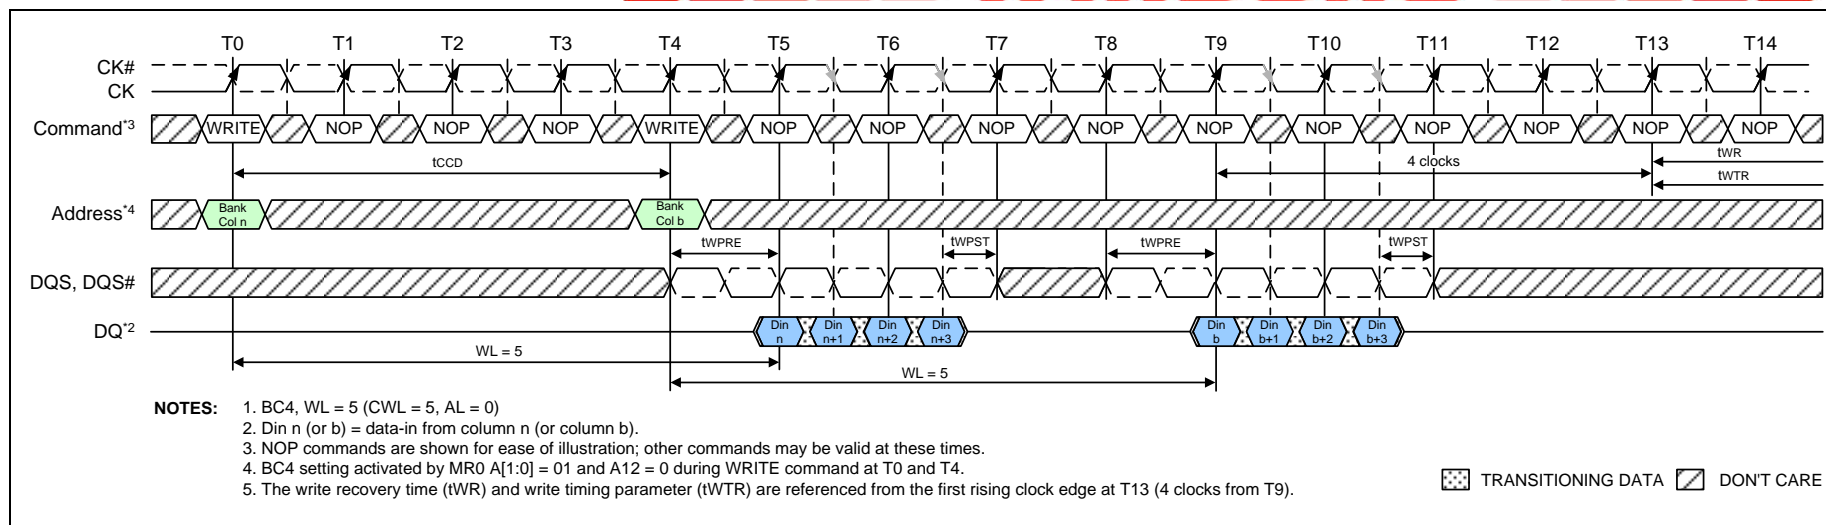 T0 T1 T2 T3 T4 T5 T6 T7 T8 T9 T10 T11 T12 T13 T14
CK#
CK
Command*3 WRITE NOP NOP NOP WRITE NOP NOP NOP NOP NOP NOP NOP NOP NOP NOP
tCCD 4 clocks tWR
tWTR
Address*4 Bank Col n Bank Col b
tWPRE tWPST tWPRE tWPST
DQS, DQS#
DQ*2 Din n Din n+1 Din n+2 Din n+3 Din b Din b+1 Din b+2 Din b+3
WL = 5
WL = 5
NOTES: 1. BC4, WL = 5 (CWL = 5, AL = 0)
2. Din n (or b) = data-in from column n (or column b).
3. NOP commands are shown for ease of illustration; other commands may be valid at these times.
4. BC4 setting activated by MR0 A[1:0] = 01 and A12 = 0 during WRITE command at T0 and T4.
5. The write recovery time (tWR) and write timing parameter (tWTR) are referenced from the first rising clock edge at T13 (4 clocks from T9).
TRANSITIONING DATA DON'T CARE